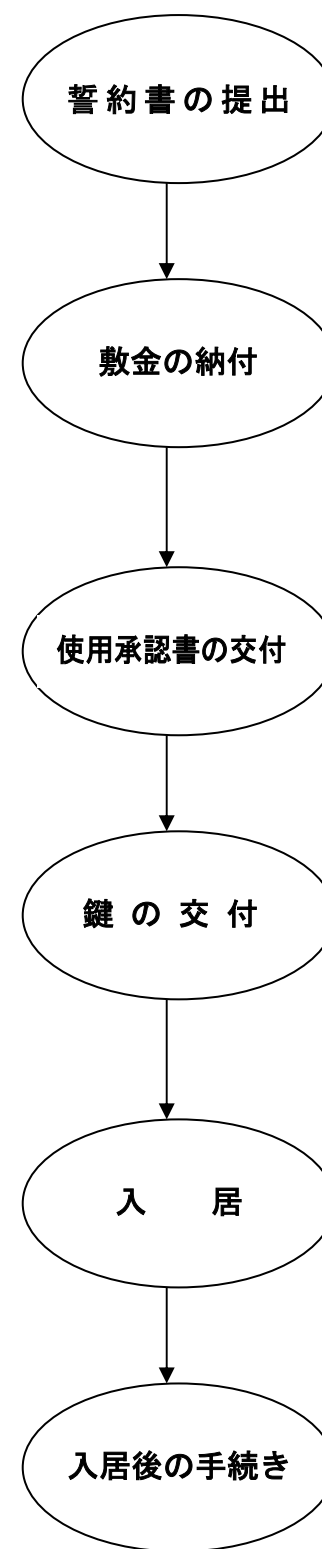 誓約書の提出
敷金の納付
使用承認書の交付
鍵の交付
入　居
入居後の手続き